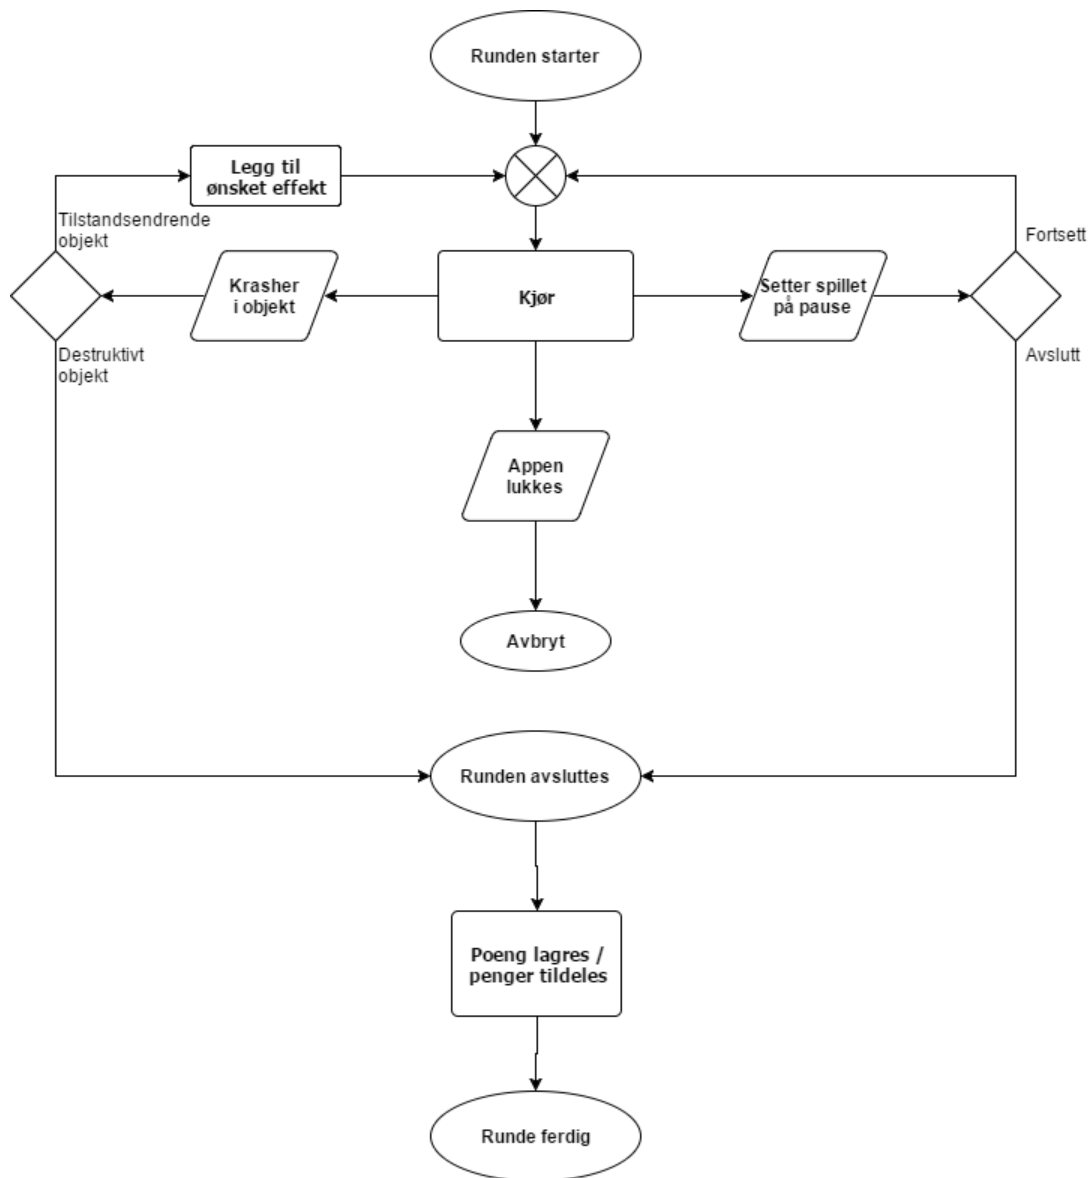 Runden starter
Legg til
ønsket effekt
Tilstandsendrende
objekt
Fortsett
Krasher
i objekt
Kjør
Setter spillet
på pause
Destruktivt
objekt
Avslutt
Appen
lukkes
Avbryt
Runden avsluttes
Poeng lagres /
penger tildeles
Runde ferdig